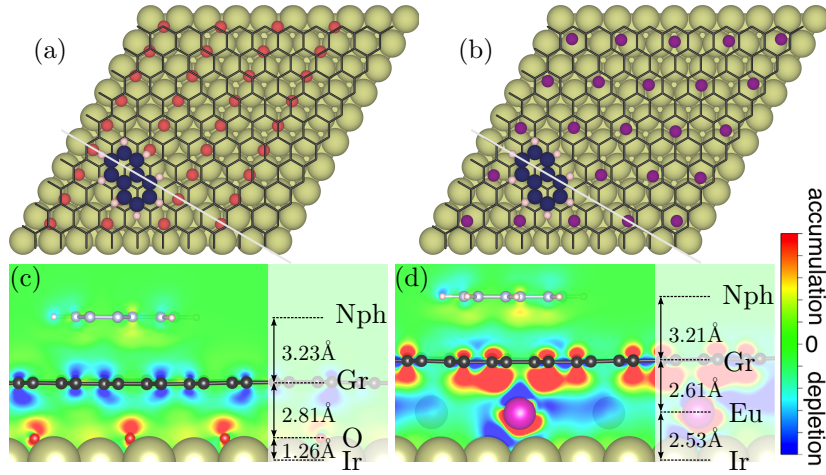 (a)
(b)
(c)
Nph
3.23Å
Gr
2.81Å
O
1.26Å
Ir
(d)
Nph
3.21Å
Gr
2.61Å
Eu
2.53Å
Ir
accumulation
0
depletion